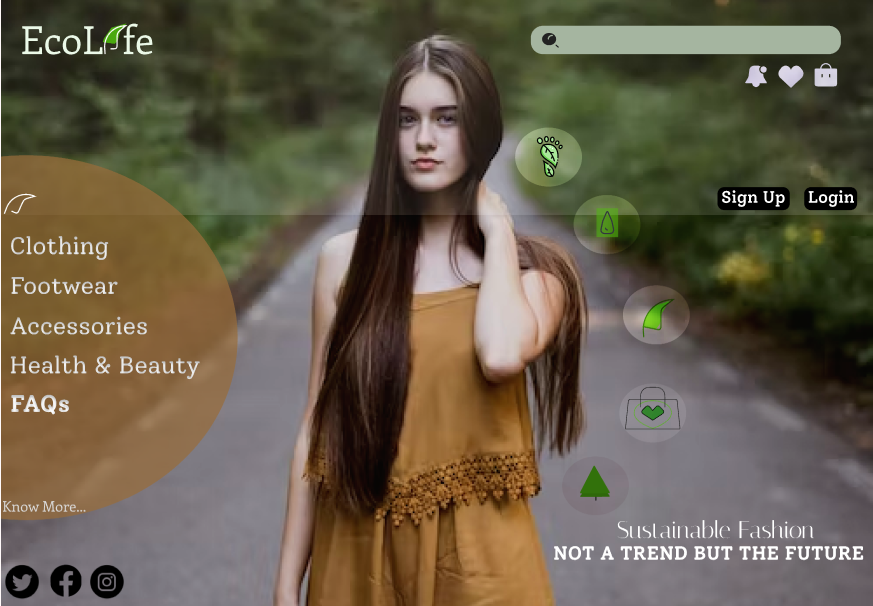 EcoLife
Sign Up
Login
Clothing
Footwear
Accessories
Health & Beauty
FAQs
Know More...
Sustainable Fashion
NOT A TREND BUT THE FUTURE